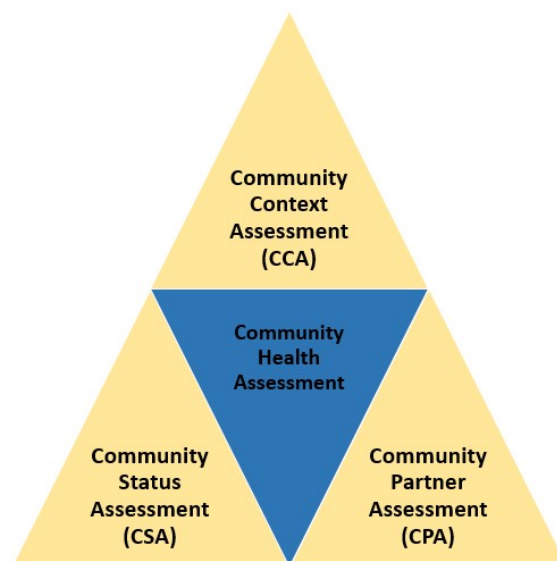 Community
Context
Assessment
(CCA)
Community
Health
Assessment
Community
Status
Assessment
(CSA)
Community
Partner
Assessment
(CPA)